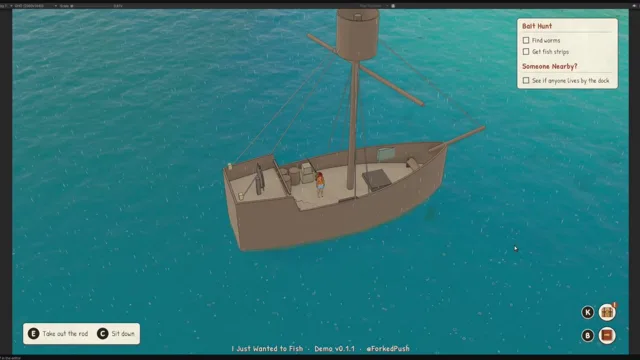 Bait Hunt
Find worms
Get fish strips
Someone Nearby?
See if anyone lives by the dock
K
B
E Take out the rod C Sit down
I Just Wanted to Fish · Demo v0.1.1 · @ForkedPush